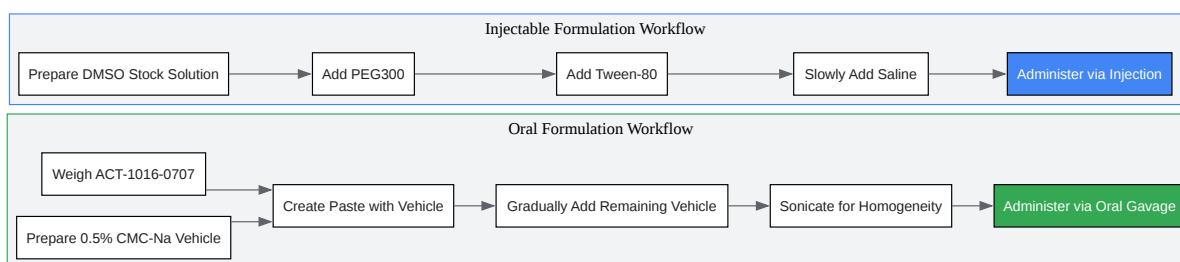 Injectable Formulation Workflow
Prepare DMSO Stock Solution
Add PEG300
Add Tween-80
Slowly Add Saline
Administer via Injection
Oral Formulation Workflow
Weigh ACT-1016-0707
Prepare 0.5% CMC-Na Vehicle
Create Paste with Vehicle
Gradually Add Remaining Vehicle
Sonicate for Homogeneity
Administer via Oral Gavage